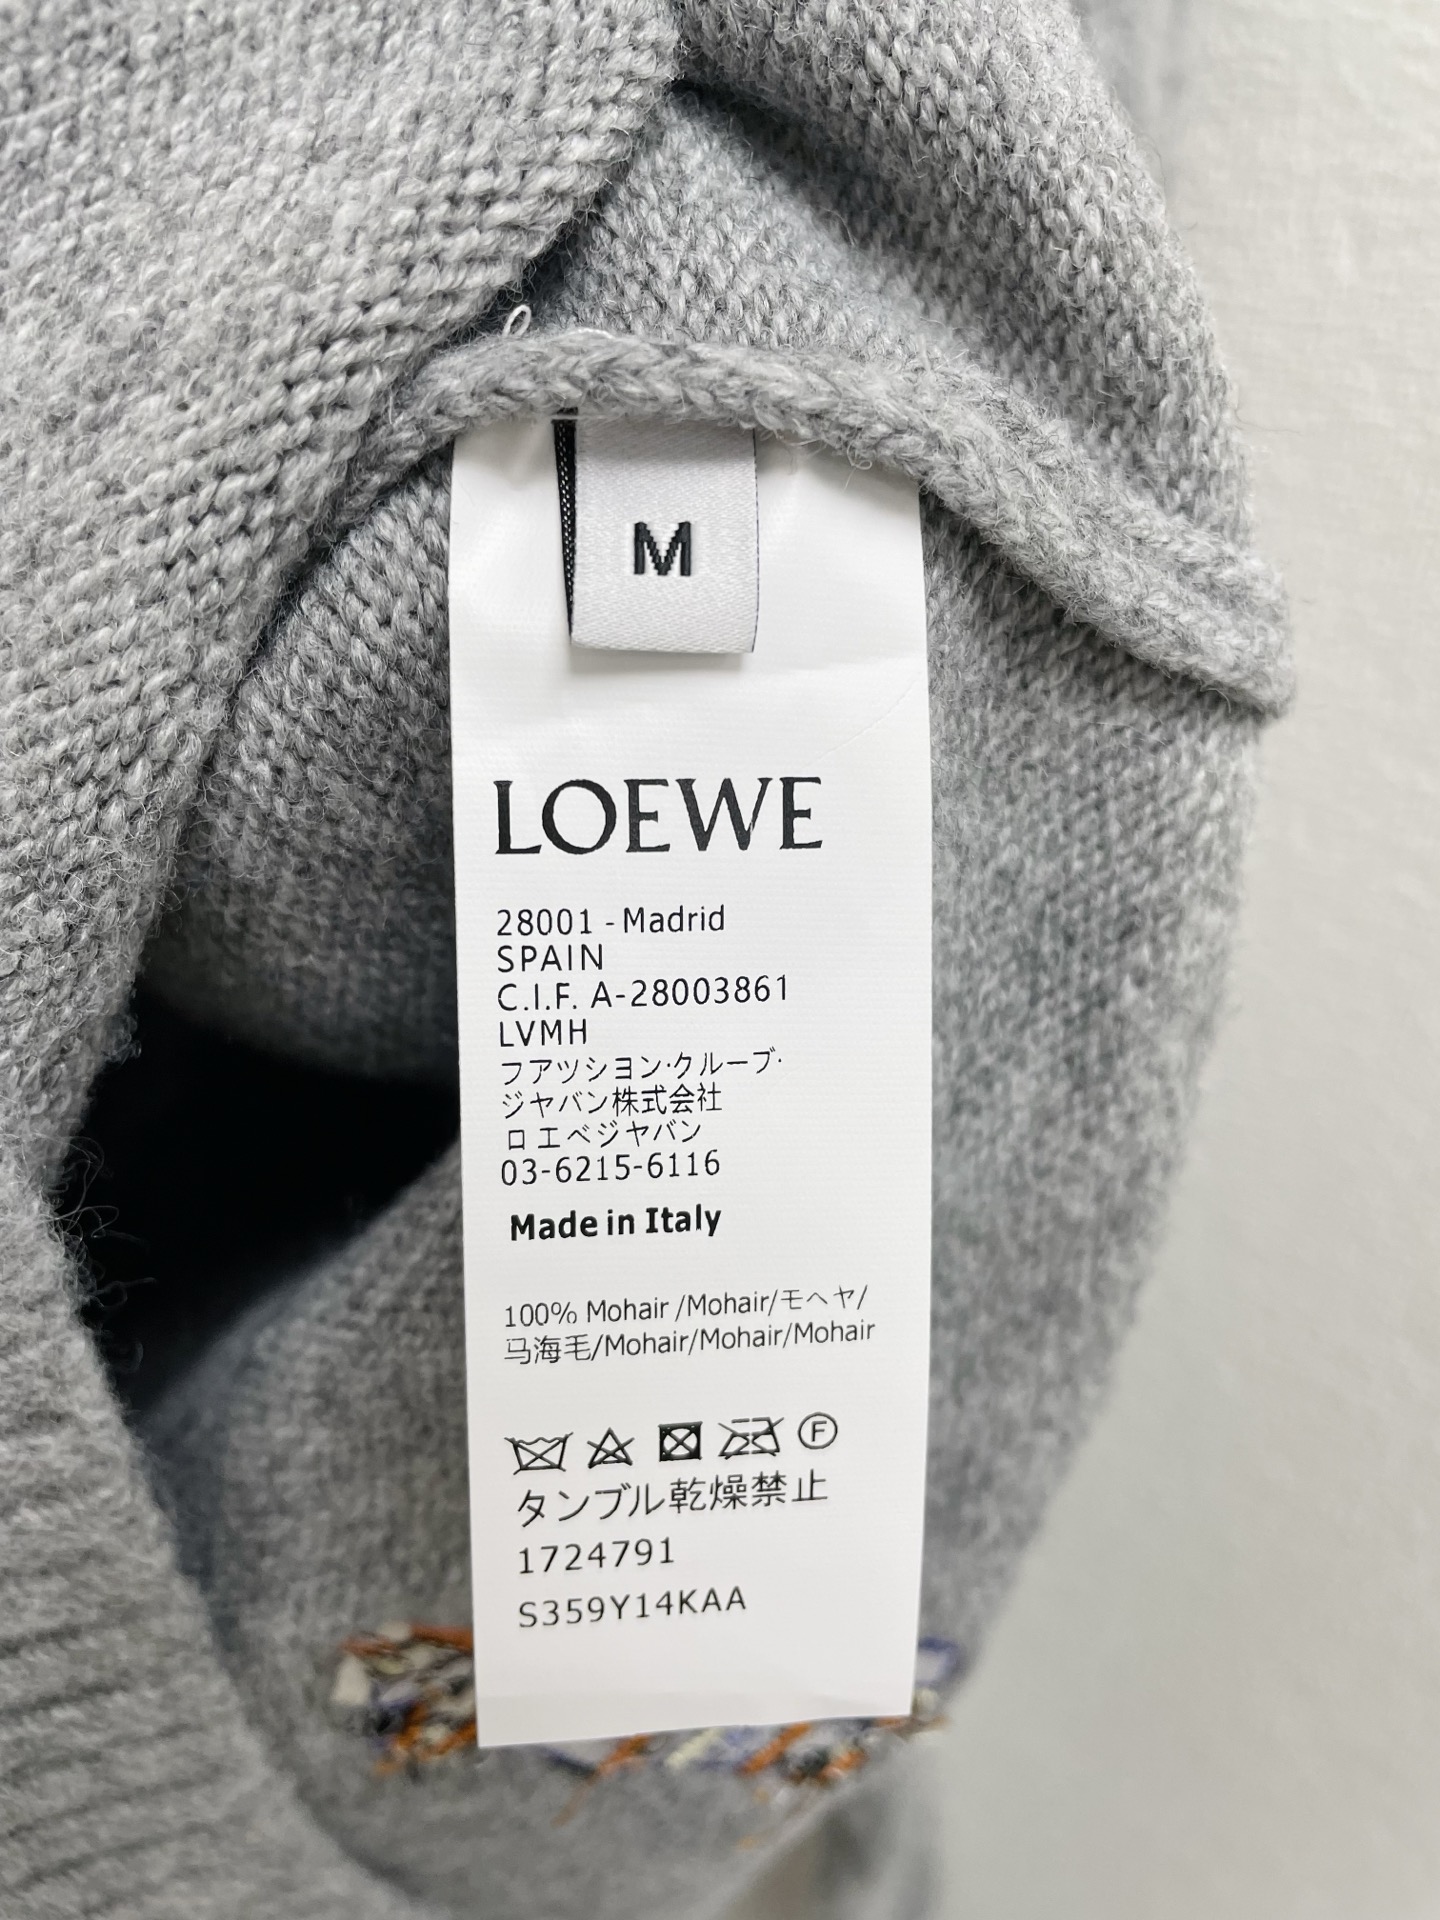 M
LOEWE
28001 - Madrid
SPAIN
C.I.F. A-28003861
LVMH
フアツシヨン·クルーブ·
ジヤバン株式会社
ロエベジヤバン
03-6215-6116
Made in Italy
100% Mohair /Mohair/モヘヤ/
马海毛/Mohair/Mohair/Mohair
F
タンブル乾燥禁止
1724791
S359Y14KAA